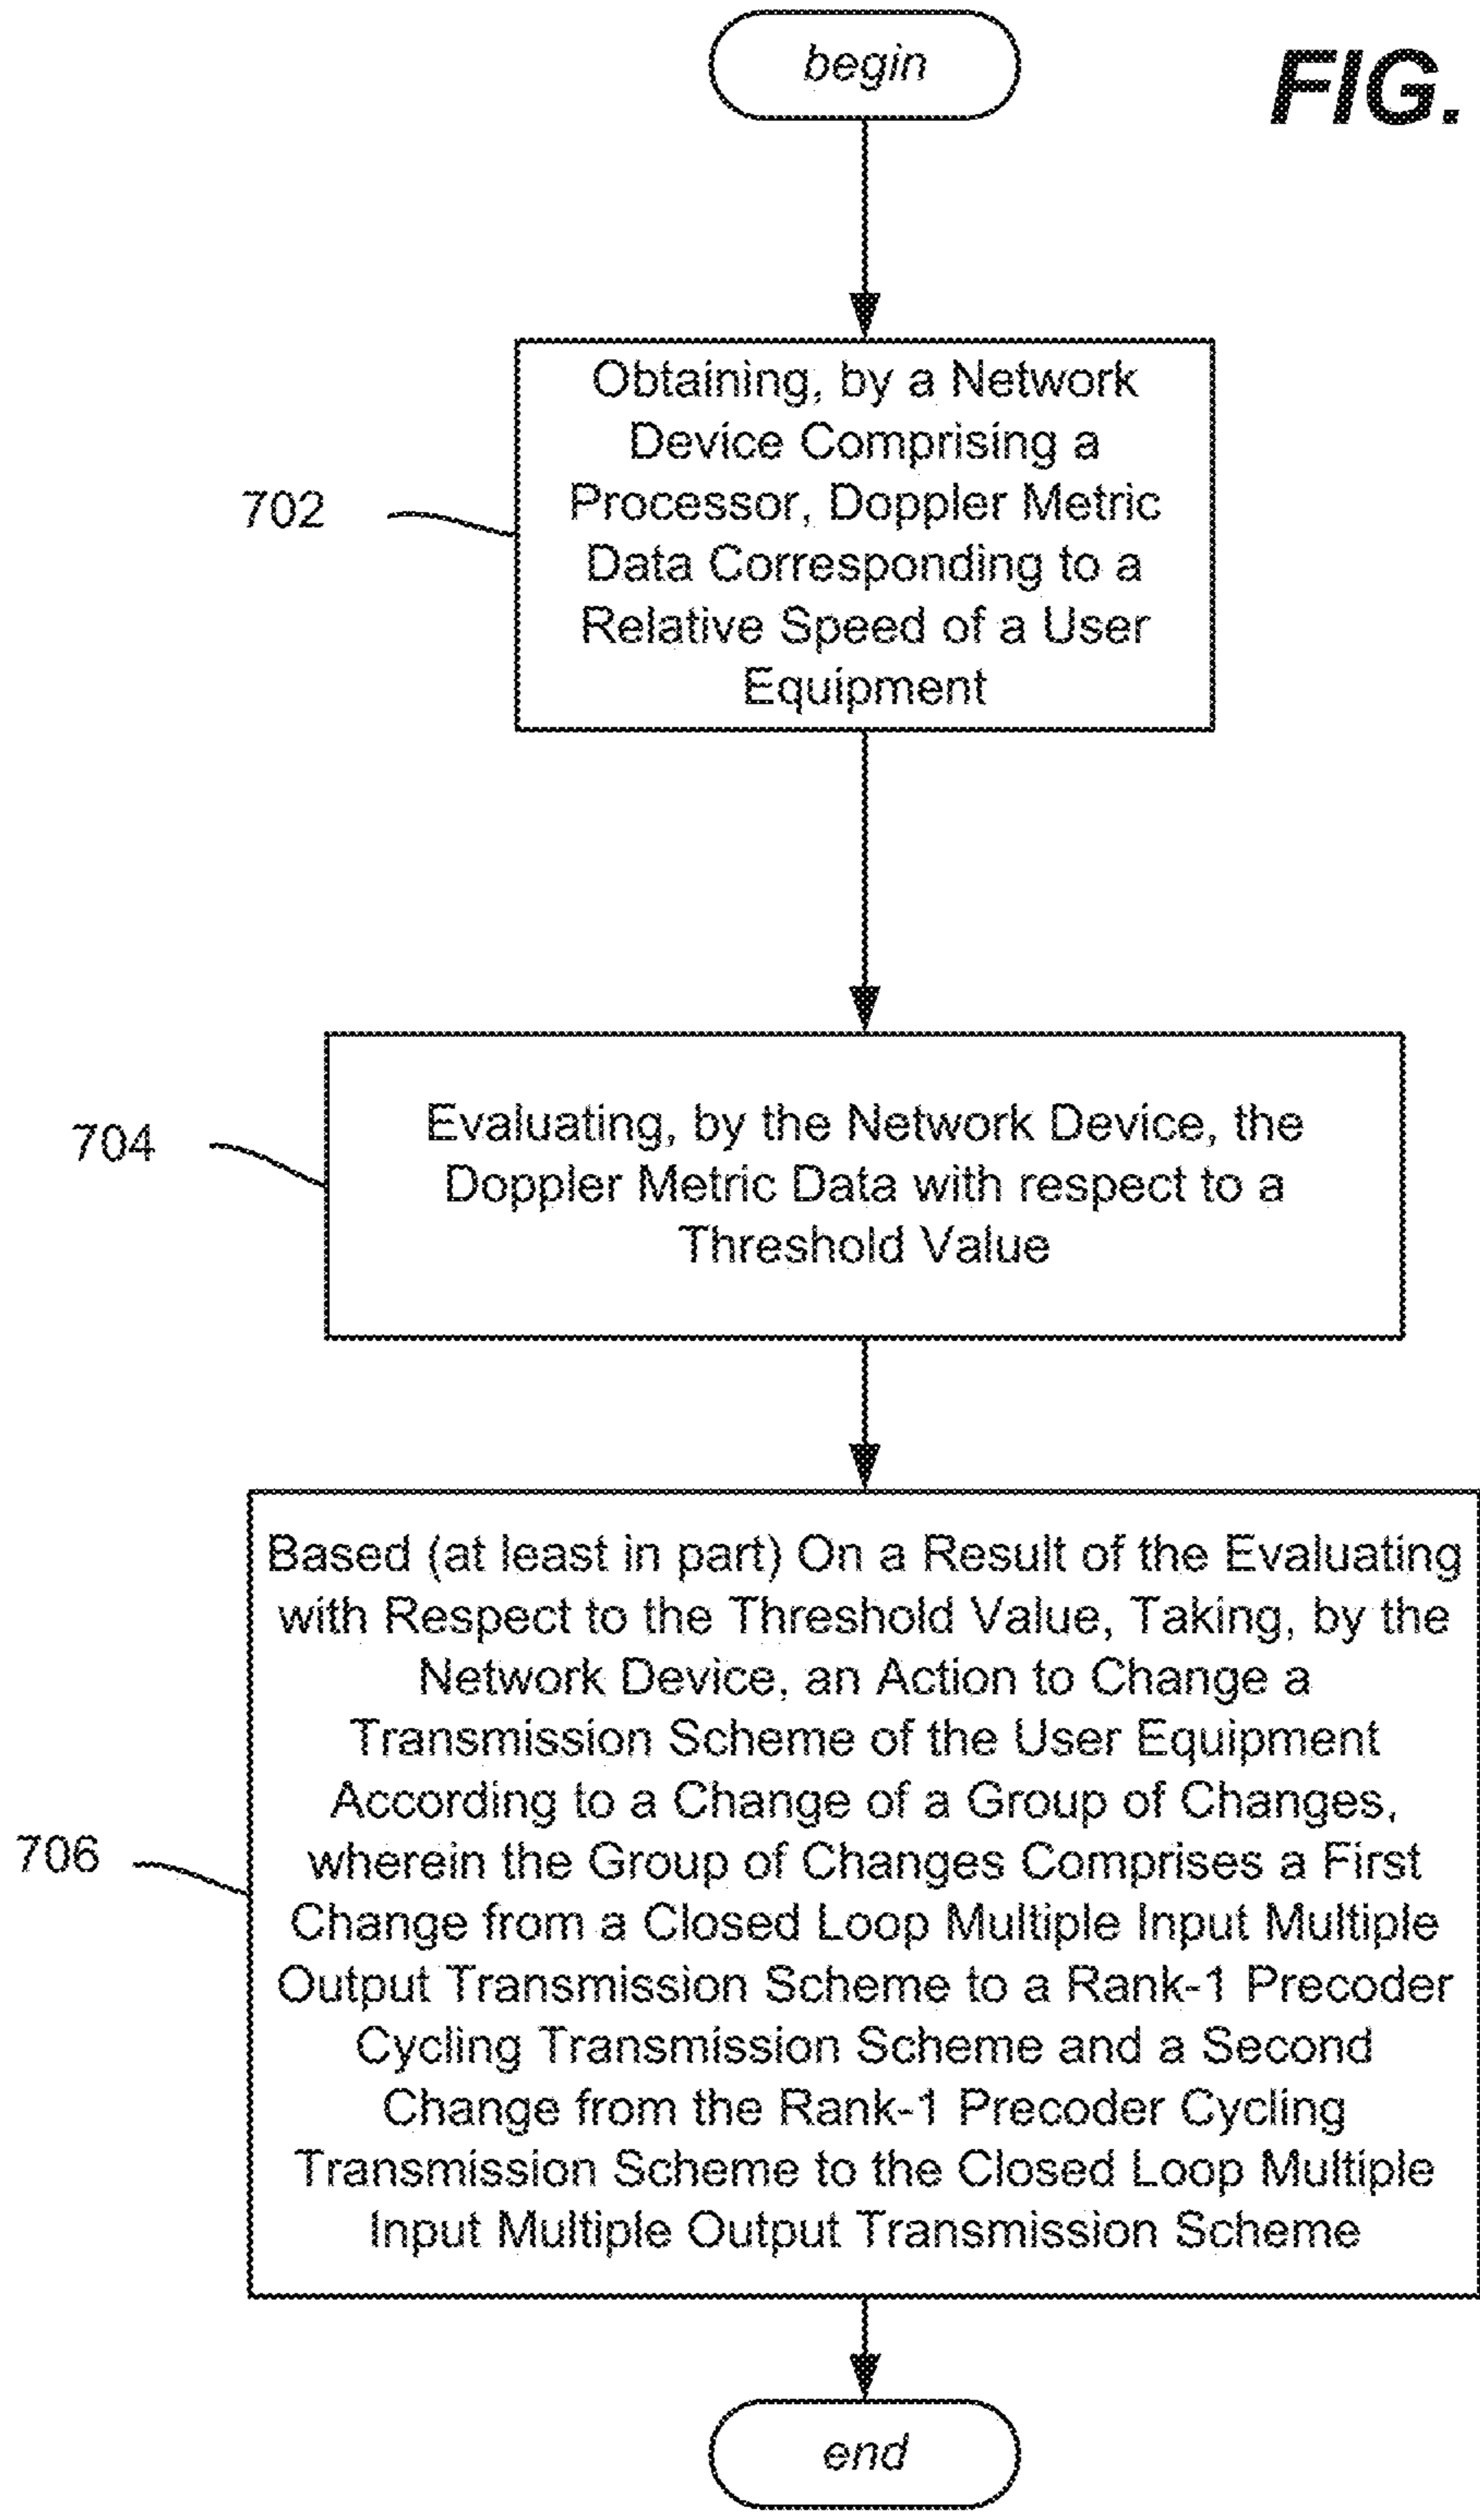 begin
FIG.
Obtaining, by a Network
Device Comprising a
Processor, Doppler Metric
Data Corresponding to a
Relative Speed of a User
Equipment
702
Evaluating, by the Network Device, the
Doppler Metric Data with respect to a
Threshold Value
704
Based (at least in part) On a Result of the Evaluating
with Respect to the Threshold Value, Taking, by the
Network Device, an Action to Change a
Transmission Scheme of the User Equipment
According to a Change of a Group of Changes,
wherein the Group of Changes Comprises a First
Change from a Closed Loop Multiple Input Multiple
Output Transmission Scheme to a Rank-1 Precoder
Cycling Transmission Scheme and a Second
Change from the Rank-1 Precoder Cycling
Transmission Scheme to the Closed Loop Multiple
Input Multiple Output Transmission Scheme
706
end